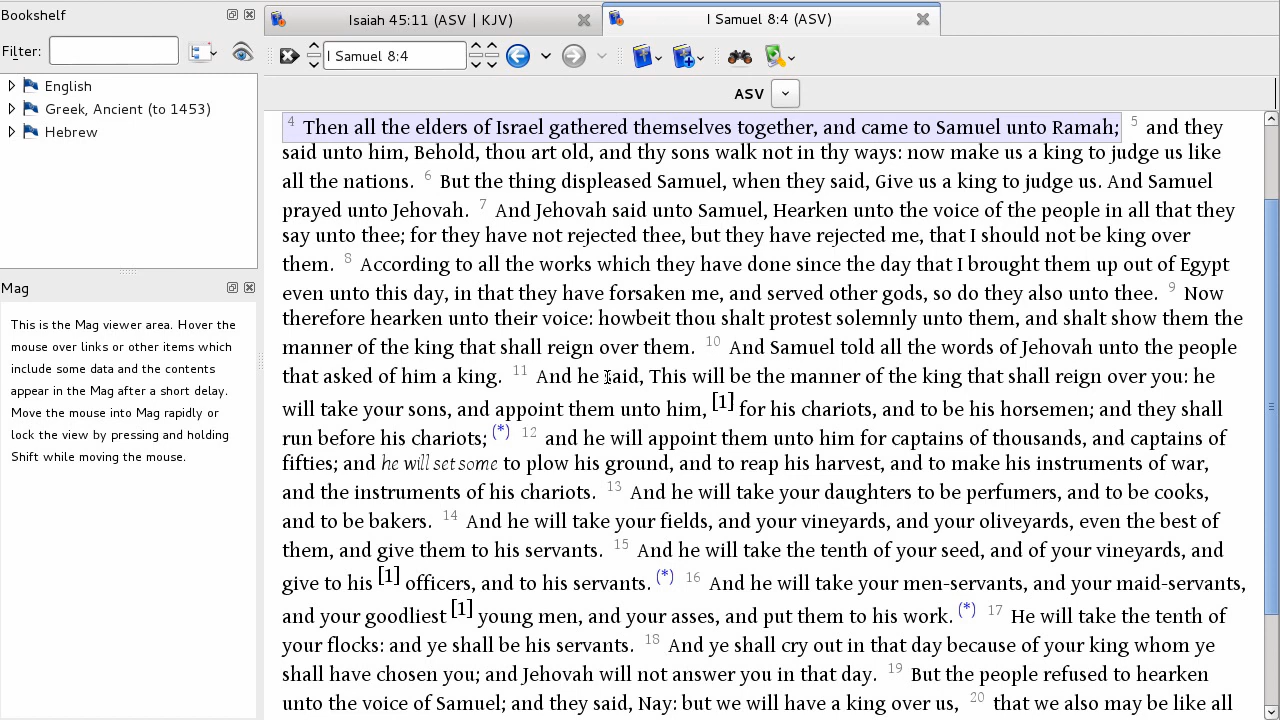 Bookshelf
Filter:
English
Greek, Ancient (to 1453)
Hebrew
Mag
This is the Mag viewer area. Hover the
mouse over links or other items which
include some data and the contents
appear in the Mag after a short delay.
Move the mouse into Mag rapidly or
lock the view by pressing and holding
Shift while moving the mouse.
Isaiah 45:11 (ASV | KJV)
I Samuel 8:4 (ASV)
I Samuel 8:4
ASV
4 Then all the elders of Israel gathered themselves together, and came to Samuel unto Ramah; 5 and they
said unto him, Behold, thou art old, and thy sons walk not in thy ways: now make us a king to judge us like
all the nations. 6 But the thing displeased Samuel, when they said, Give us a king to judge us. And Samuel
prayed unto Jehovah. 7 And Jehovah said unto Samuel, Hearken unto the voice of the people in all that they
say unto thee; for they have not rejected thee, but they have rejected me, that I should not be king over
them. 8 According to all the works which they have done since the day that I brought them up out of Egypt
even unto this day, in that they have forsaken me, and served other gods, so do they also unto thee. 9 Now
therefore hearken unto their voice: howbeit thou shalt protest solemnly unto them, and shalt show them the
manner of the king that shall reign over them. 10 And Samuel told all the words of Jehovah unto the people
that asked of him a king. 11 And he said, This will be the manner of the king that shall reign over you: he
will take your sons, and appoint them unto him, [1] for his chariots, and to be his horsemen; and they shall
run before his chariots; (*) 12 and he will appoint them unto him for captains of thousands, and captains of
fifties; and he will set some to plow his ground, and to reap his harvest, and to make his instruments of war,
and the instruments of his chariots. 13 And he will take your daughters to be perfumers, and to be cooks,
and to be bakers. 14 And he will take your fields, and your vineyards, and your oliveyards, even the best of
them, and give them to his servants. 15 And he will take the tenth of your seed, and of your vineyards, and
give to his [1] officers, and to his servants. (*) 16 And he will take your men-servants, and your maid-servants,
and your goodliest [1] young men, and your asses, and put them to his work. (*) 17 He will take the tenth of
your flocks: and ye shall be his servants. 18 And ye shall cry out in that day because of your king whom ye
shall have chosen you; and Jehovah will not answer you in that day. 19 But the people refused to hearken
unto the voice of Samuel; and they said, Nay: but we will have a king over us, 20 that we also may be like all